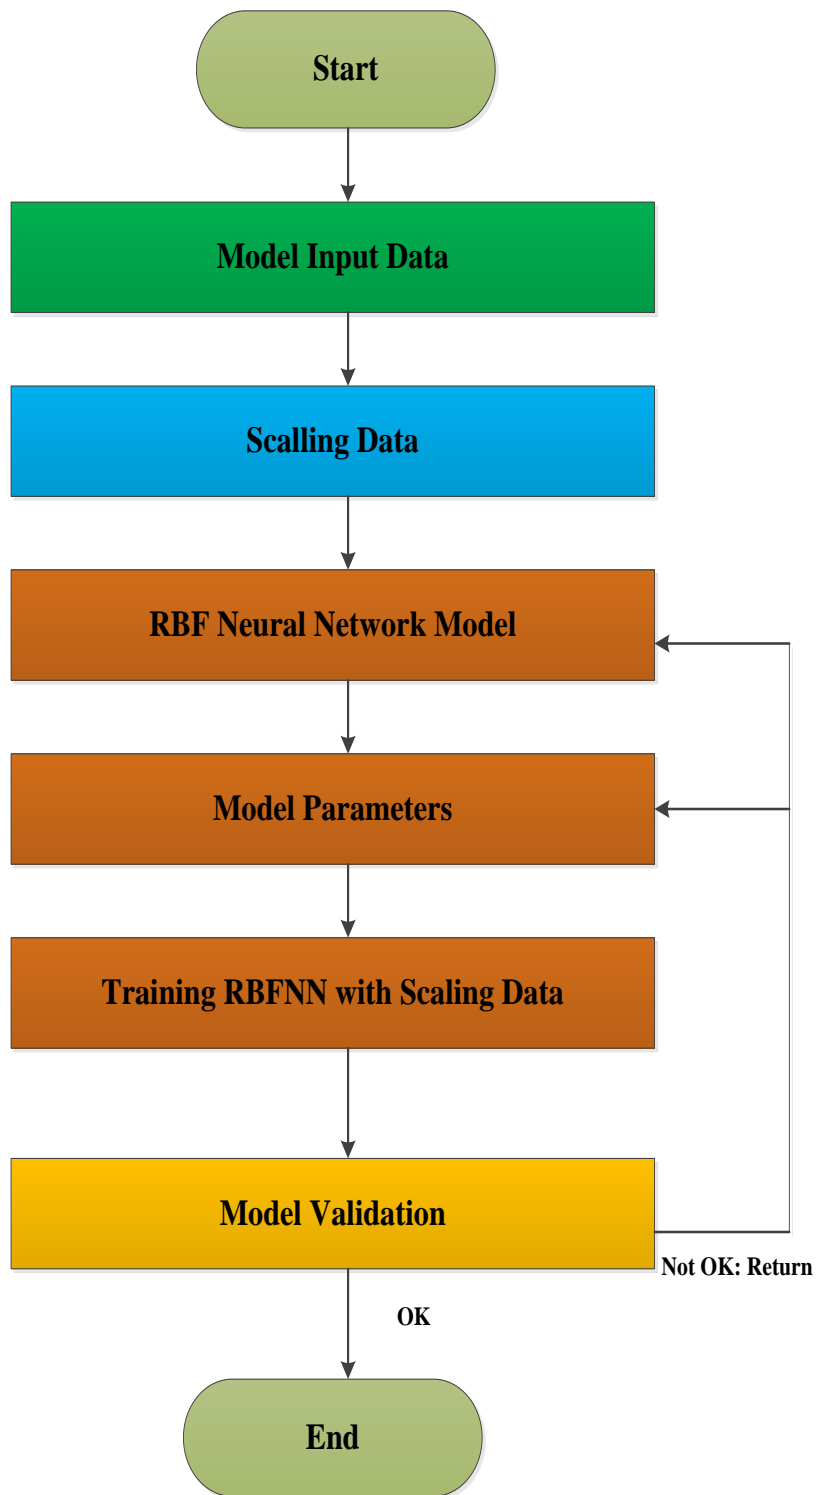 Start
Model Input Data
Scalling Data
RBF Neural Network Model
Model Parameters
Training RBFNN with Scaling Data
Model Validation
Not OK: Return
OK
End